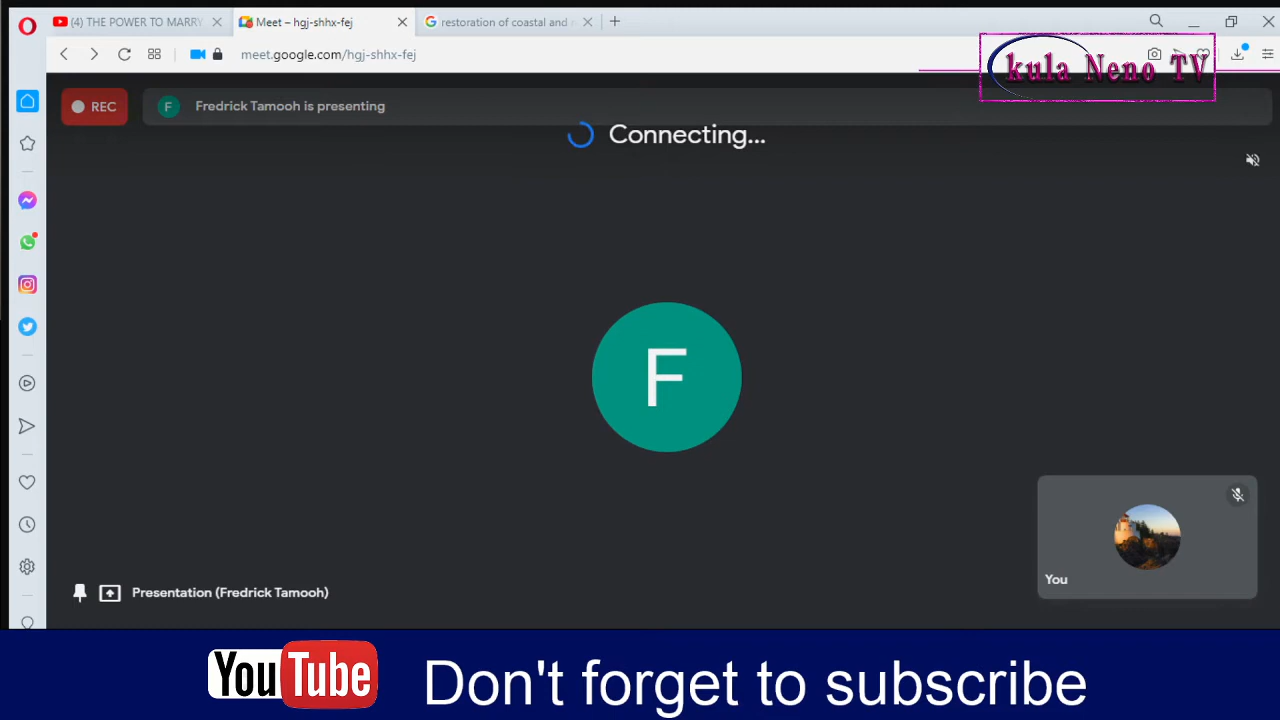 (4) THE POWER TO MARRY
Meet – hgj-shhx-fej
restoration of coastal and
meet.google.com/hgj-shhx-fej
kula Neno TV
REC
F
Fredrick Tamooh is presenting
Connecting...
F
You
Presentation (Fredrick Tamooh)
YouTube
Don't forget to subscribe